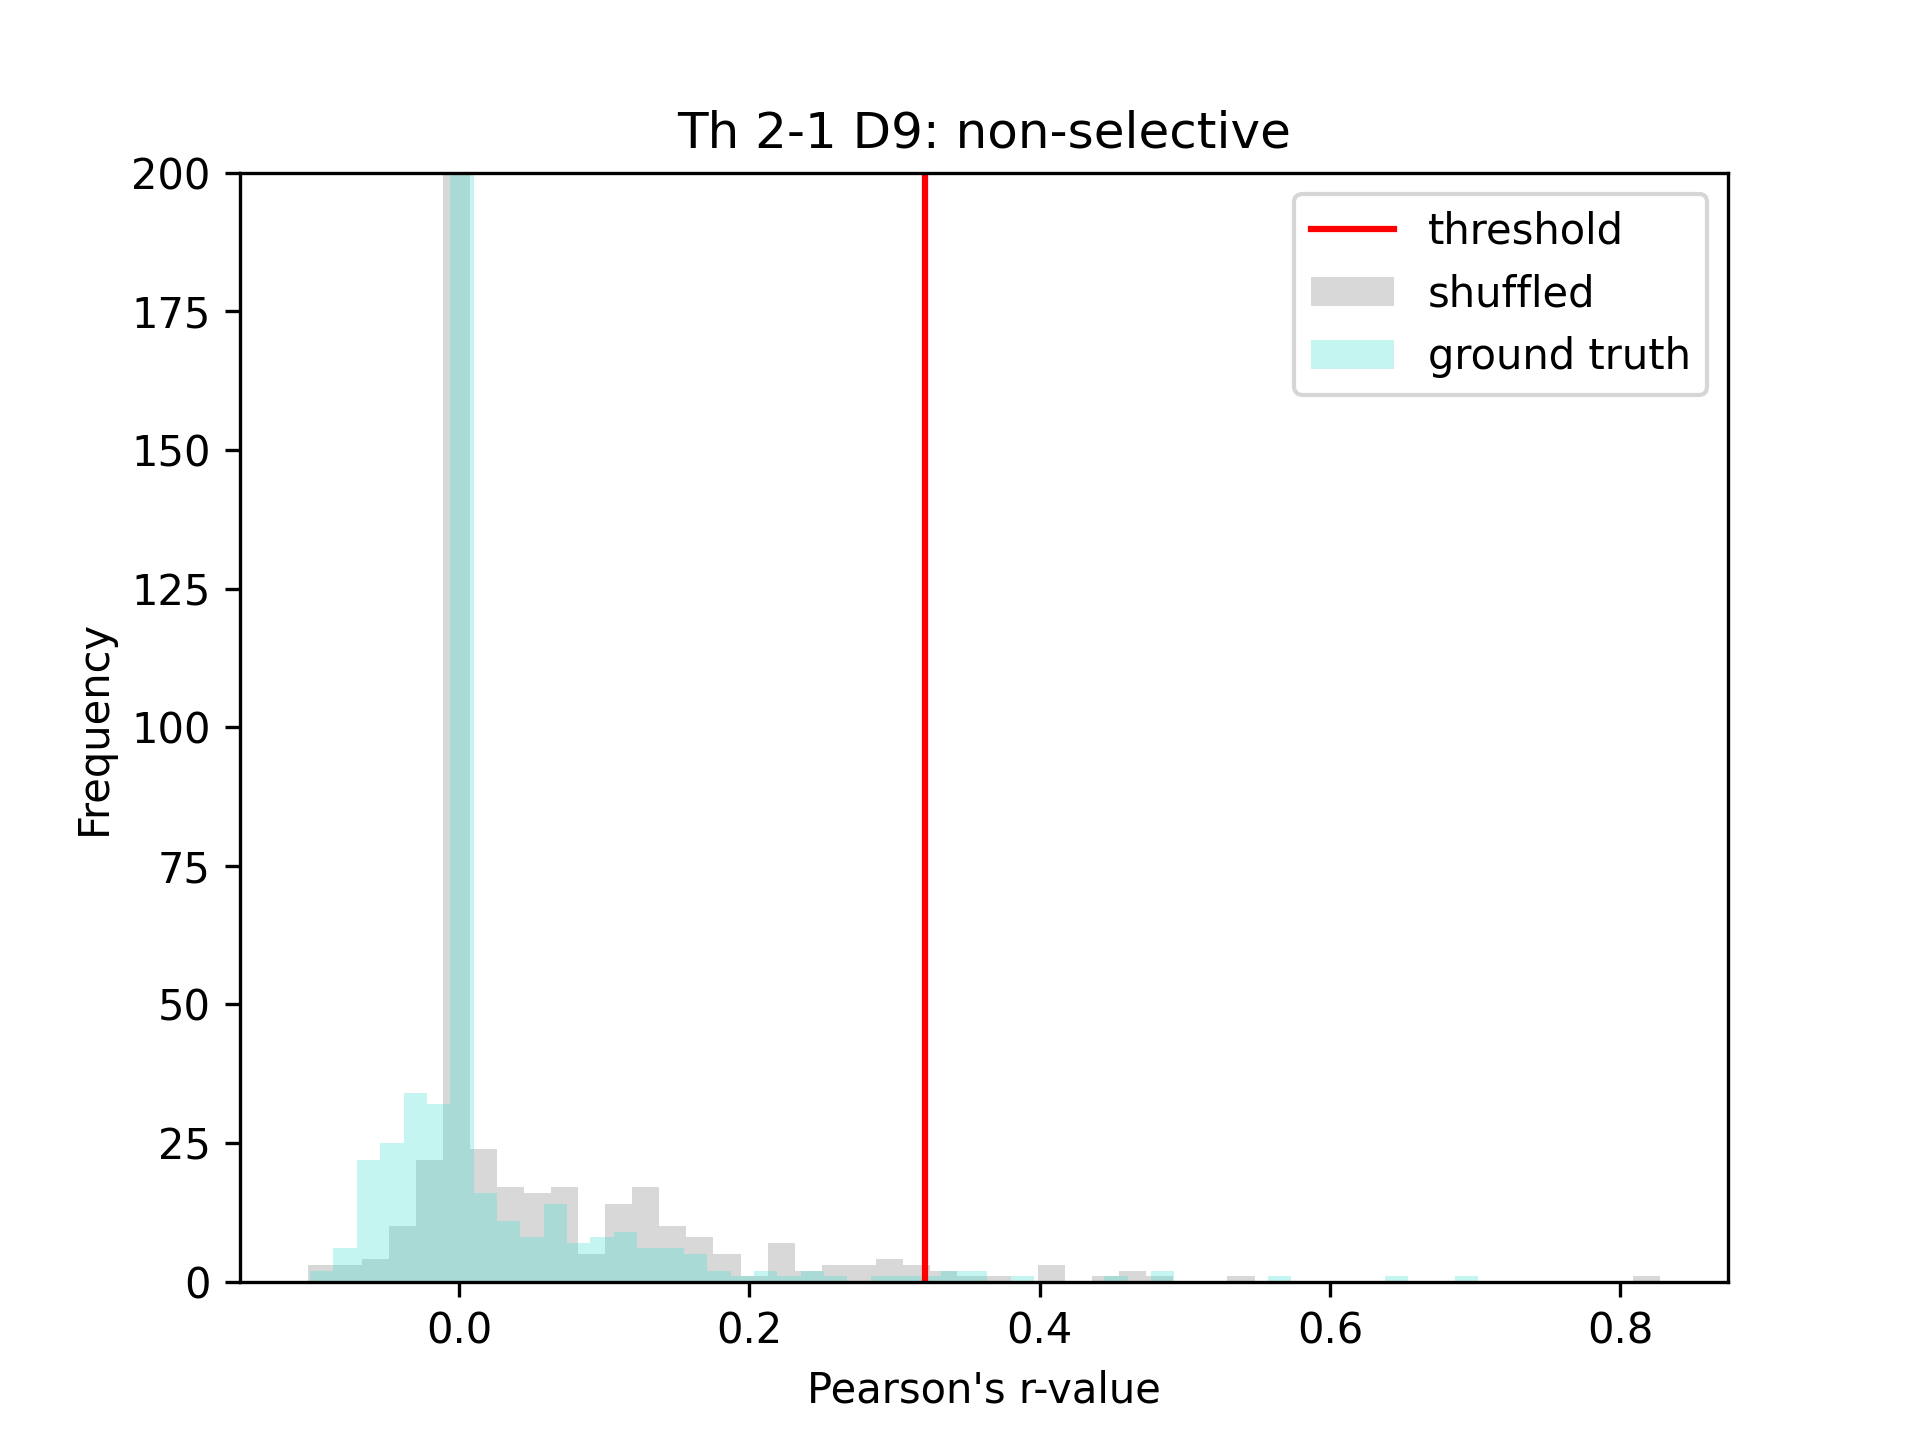 Th 2-1 D9: non-selective
200
175
150
125
100
75
50
25
0
Frequency
threshold
shuffled
ground truth
0.0 0.2 0.4 0.6 0.8
Pearson's r-value